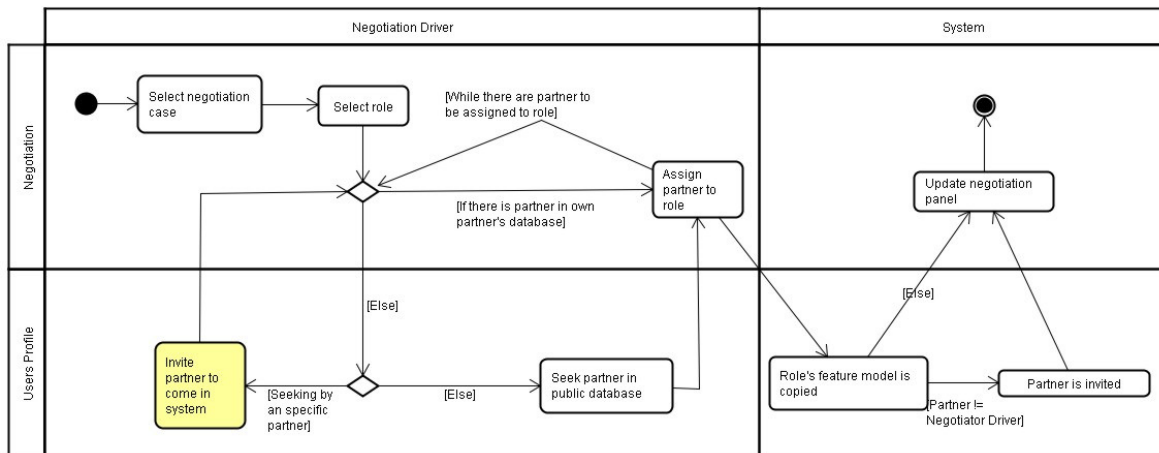 Negotiation Driver
System
Negotiation
Select negotiation
case
Select role
[While there are partner to
be assigned to role]
Assign
partner to
role
[If there is partner in own
partner's database]
Update negotiation
panel
Users Profile
[Else]
[Else]
Invite
partner to
come in
system
[Seeking by
an specific
partner]
[Else]
Seek partner in
public database
Role's feature model is
copied
[Partner !=
Negotiator Driver]
Partner is invited